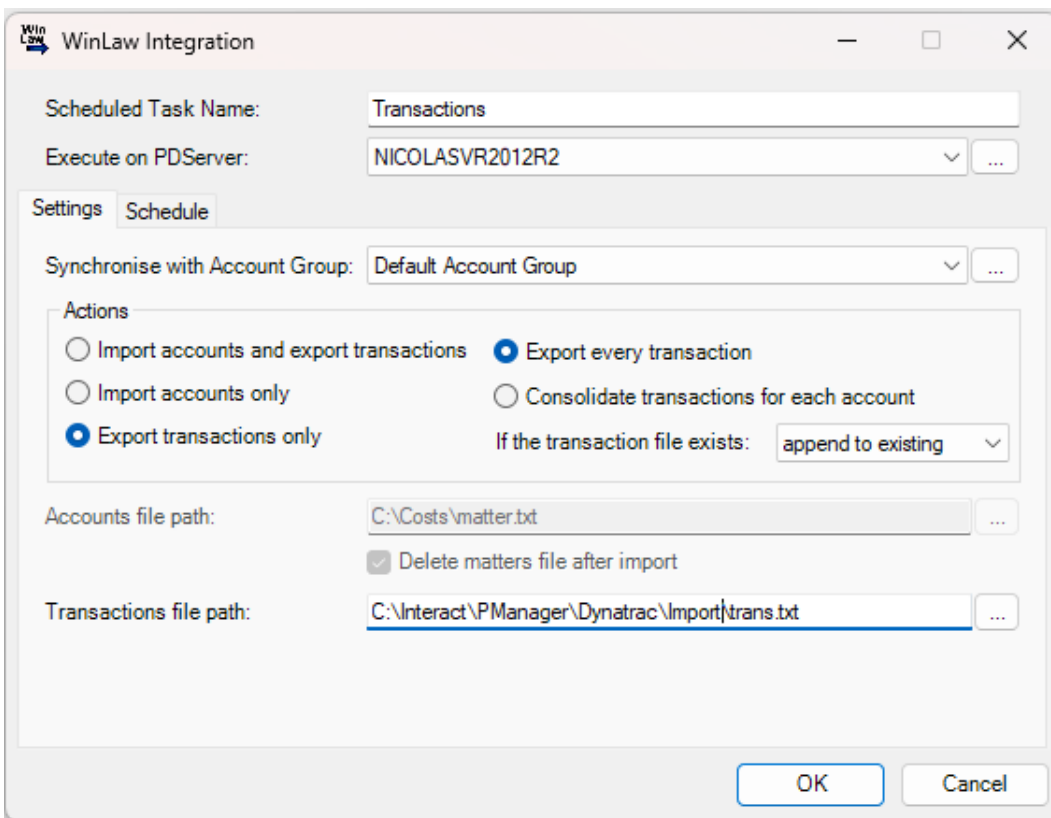 Win
Law
WinLaw Integration
Scheduled Task Name: Transactions
Execute on PDServer: NICOLASVR2012R2 ...
Settings Schedule
Synchronise with Account Group: Default Account Group ...
Actions
Import accounts and export transactions Export every transaction
Import accounts only Consolidate transactions for each account
Export transactions only If the transaction file exists: append to existing
Accounts file path: C:\Costs\matter.txt ...
Delete matters file after import
Transactions file path: C:\Interact\PManager\Dynatrac\Import\trans.txt ...
OK Cancel